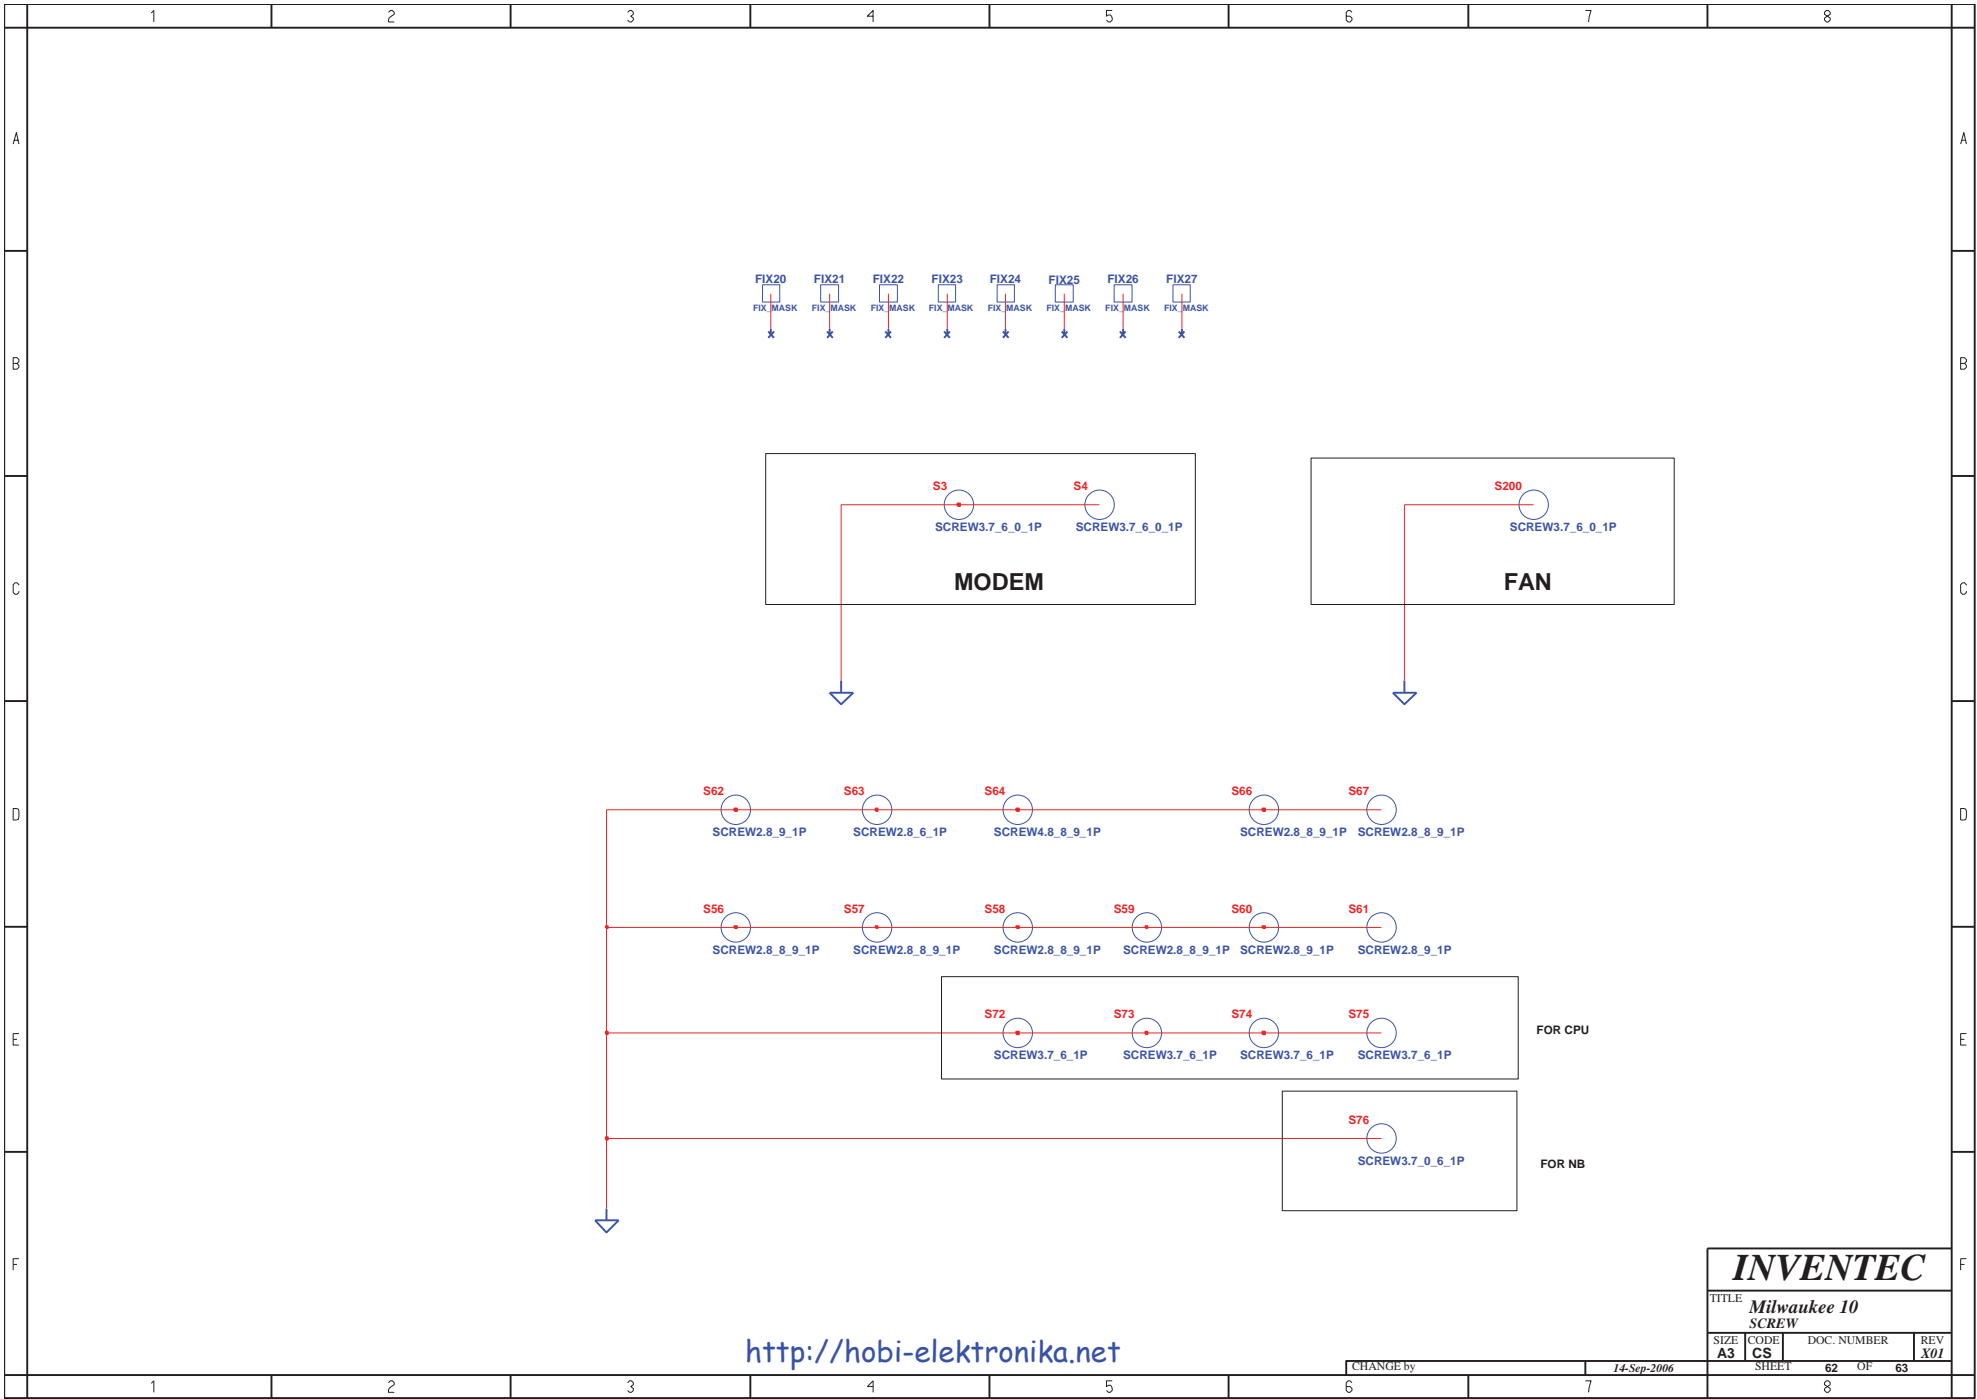 1 2 3 4 5 6 7 8
A A
FIX20 FIX21 FIX22 FIX23 FIX24 FIX25 FIX26 FIX27
FIX_MASK FIX_MASK FIX_MASK FIX_MASK FIX_MASK FIX_MASK FIX_MASK FIX_MASK
B B
S3 S4 S200
SCREW3.7_6_0_1P SCREW3.7_6_0_1P SCREW3.7_6_0_1P
MODEM FAN
C C
S62 S63 S64 S66 S67
D D
SCREW2.8_9_1P SCREW2.8_6_1P SCREW4.8_8_9_1P SCREW2.8_8_9_1P SCREW2.8_8_9_1P
S56 S57 S58 S59 S60 S61
SCREW2.8_8_9_1P SCREW2.8_8_9_1P SCREW2.8_8_9_1P SCREW2.8_8_9_1P SCREW2.8_9_1P SCREW2.8_9_1P
S72 S73 S74 S75
FOR CPU
E E
SCREW3.7_6_1P SCREW3.7_6_1P SCREW3.7_6_1P SCREW3.7_6_1P
S76
SCREW3.7_0_6_1P
FOR NB
F F
INVENTEC
TITLE Milwaukee 10
SCREW
SIZE CODE DOC. NUMBER REV
A3 CS X01
http://hobi-elektronika.net
CHANGE by 14-Sep-2006 SHEET 62 OF 63
1 2 3 4 5 6 7 8